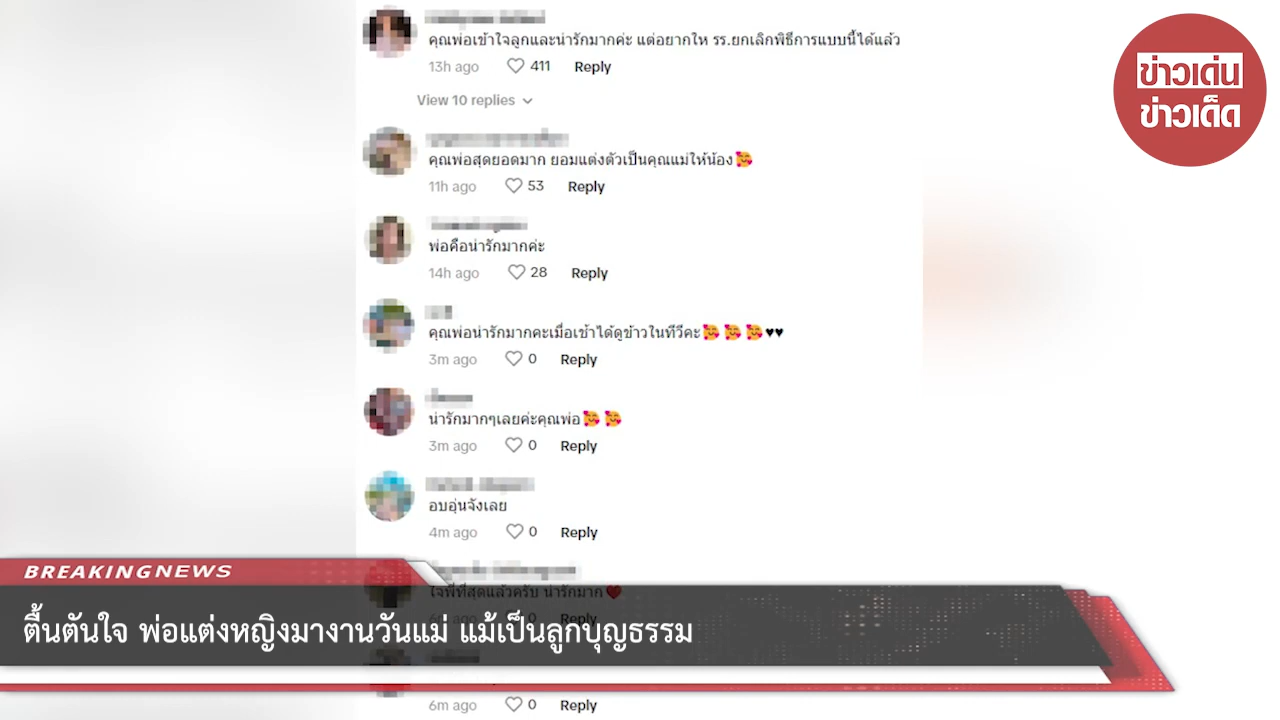 คุณพ่อเข้าใจลูกและน่ารักมากค่ะ แต่อยากให รร.ยกเลิกพิธีการแบบนี้ได้แล้ว
13h ago 411 Reply
View 10 replies
คุณพ่อสุดยอดมาก ยอมแต่งตัวเป็นคุณแม่ให้น้อง🥰
11h ago 53 Reply
พ่อคือน่ารักมากค่ะ
14h ago 28 Reply
คุณพ่อน่ารักมากคะเมื่อเช้าได้ดูข้าวในทีวีคะ🥰🥰🥰♥♥
3m ago 0 Reply
น่ารักมากๆเลยค่ะคุณพ่อ🥰🥰
3m ago 0 Reply
อบอุ่นจังเลย
4m ago 0 Reply
ใจพี่ที่สุดแล้วครับ น่ารักมาก❤️
0 Reply
6m ago 0 Reply
ข่าวเด่น
ข่าวเด็ด
BREAKING NEWS
ตื้นตันใจ พ่อแต่งหญิงมางานวันแม่ แม้เป็นลูกบุญธรรม